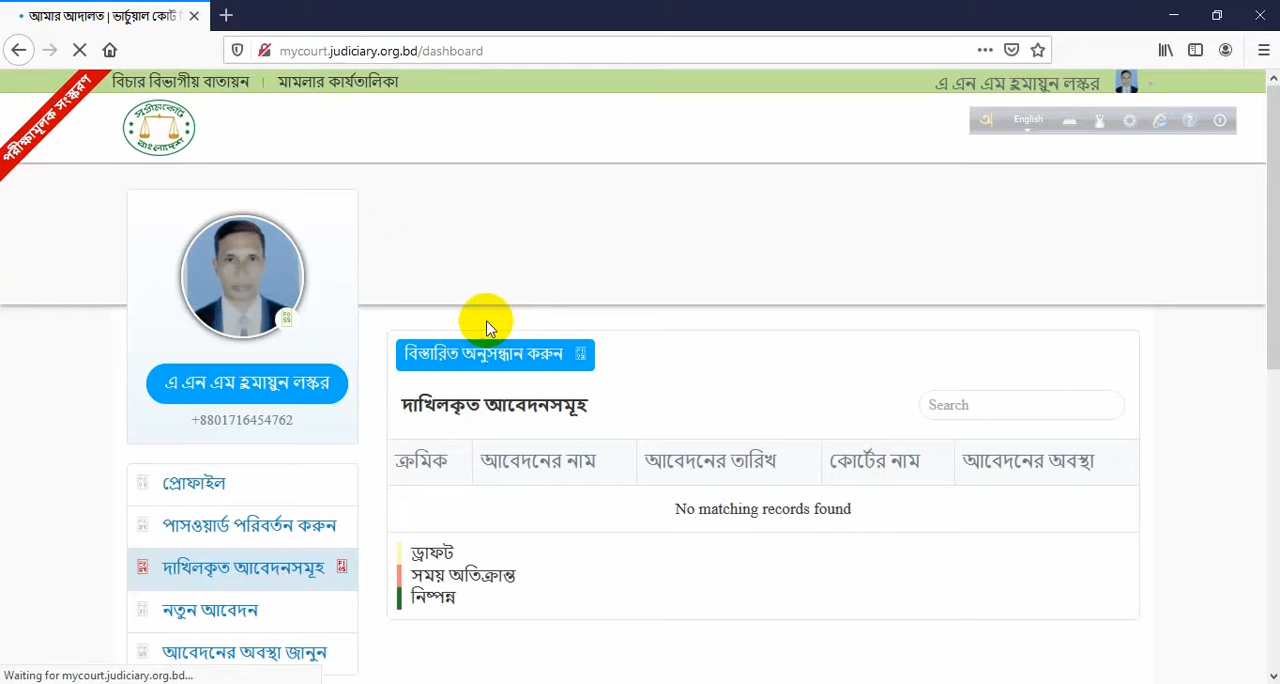 আমার আদালত | ভার্চুয়াল কোর্ট
mycourt.judiciary.org.bd/dashboard
বিচার বিভাগীয় বাতায়ন | মামলার কার্যতালিকা
এ এন এম হুমায়ুন লস্কর
পরীক্ষামূলক সংস্করণ
সুপ্রীমকোর্ট
বাংলাদেশ
English
এ এন এম হুমায়ুন লস্কর
+8801716454762
প্রোফাইল
পাসওয়ার্ড পরিবর্তন করুন
দাখিলকৃত আবেদনসমূহ
নতুন আবেদন
আবেদনের অবস্থা জানুন
বিস্তারিত অনুসন্ধান করুন
দাখিলকৃত আবেদনসমূহ
Search
ক্রমিক আবেদনের নাম আবেদনের তারিখ কোর্টের নাম আবেদনের অবস্থা
No matching records found
ড্রাফট
সময় অতিক্রান্ত
নিষ্পন্ন
Waiting for mycourt.judiciary.org.bd...